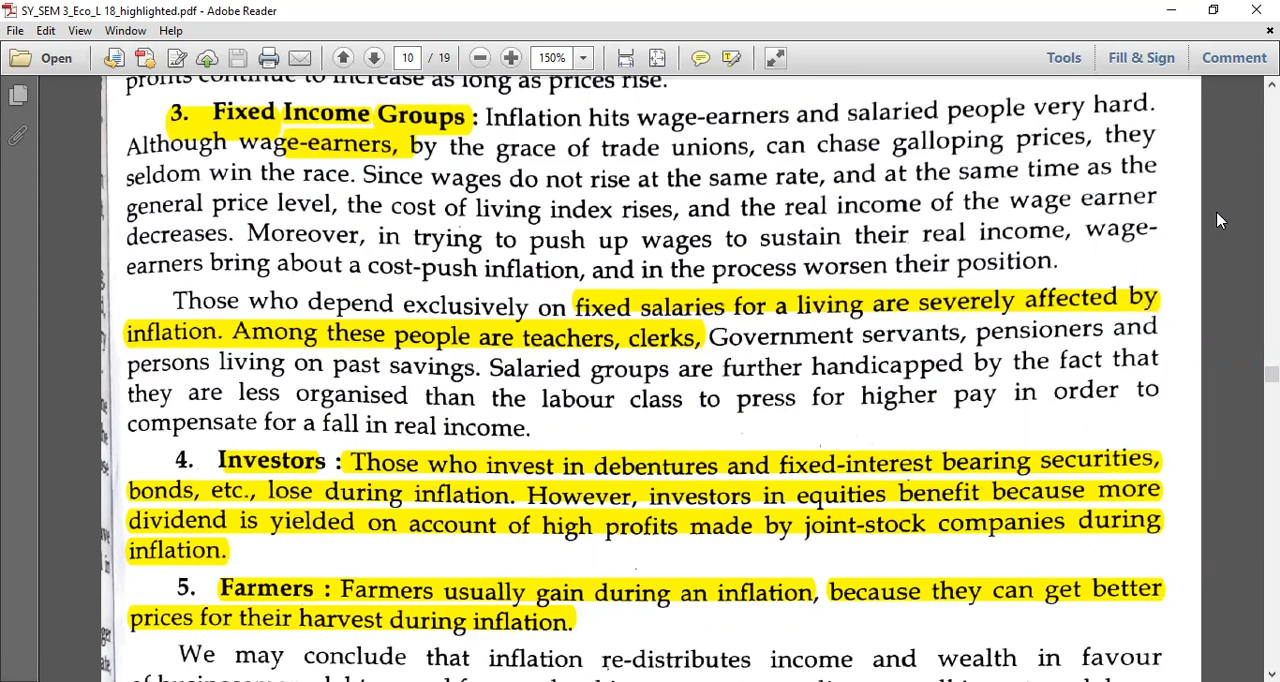 SY_SEM 3_Eco_L 18_highlighted.pdf - Adobe Reader
File Edit View Window Help
Open 10 / 19 150% Tools Fill & Sign Comment
profits continue to increase as long as prices rise.
3. Fixed Income Groups : Inflation hits wage-earners and salaried people very hard.
Although wage-earners, by the grace of trade unions, can chase galloping prices, they
seldom win the race. Since wages do not rise at the same rate, and at the same time as the
general price level, the cost of living index rises, and the real income of the wage earner
decreases. Moreover, in trying to push up wages to sustain their real income, wage-
earners bring about a cost-push inflation, and in the process worsen their position.
Those who depend exclusively on fixed salaries for a living are severely affected by
inflation. Among these people are teachers, clerks, Government servants, pensioners and
persons living on past savings. Salaried groups are further handicapped by the fact that
they are less organised than the labour class to press for higher pay in order to
compensate for a fall in real income.
4. Investors : Those who invest in debentures and fixed-interest bearing securities,
bonds, etc., lose during inflation. However, investors in equities benefit because more
dividend is yielded on account of high profits made by joint-stock companies during
inflation.
5. Farmers : Farmers usually gain during an inflation, because they can get better
prices for their harvest during inflation.
We may conclude that inflation re-distributes income and wealth in favour